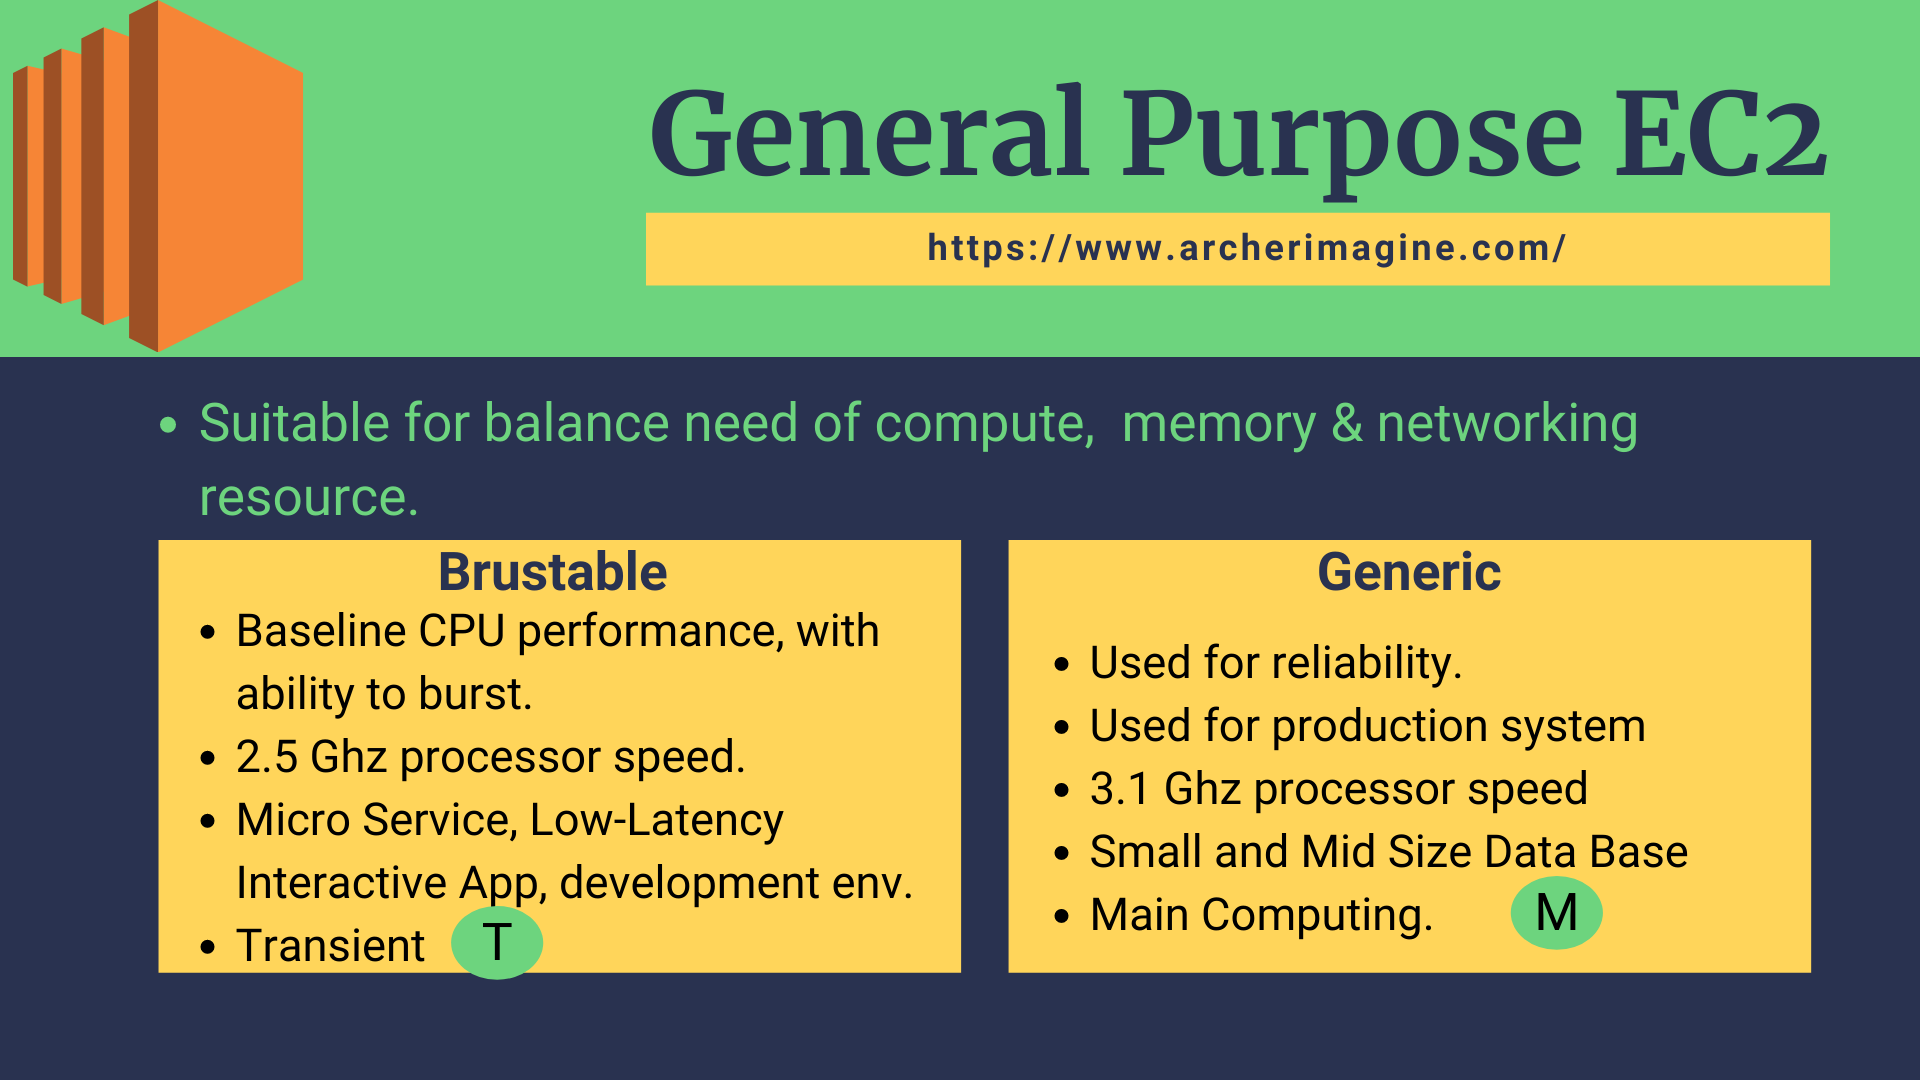 General Purpose EC2
https://www.archerimagine.com/
• Suitable for balance need of compute,  memory & networking
resource.
Brustable
• Baseline CPU performance, with
ability to burst.
• 2.5 Ghz processor speed.
• Micro Service, Low-Latency
Interactive App, development env.
• Transient
T
Generic
• Used for reliability.
• Used for production system
• 3.1 Ghz processor speed
• Small and Mid Size Data Base
• Main Computing.
M